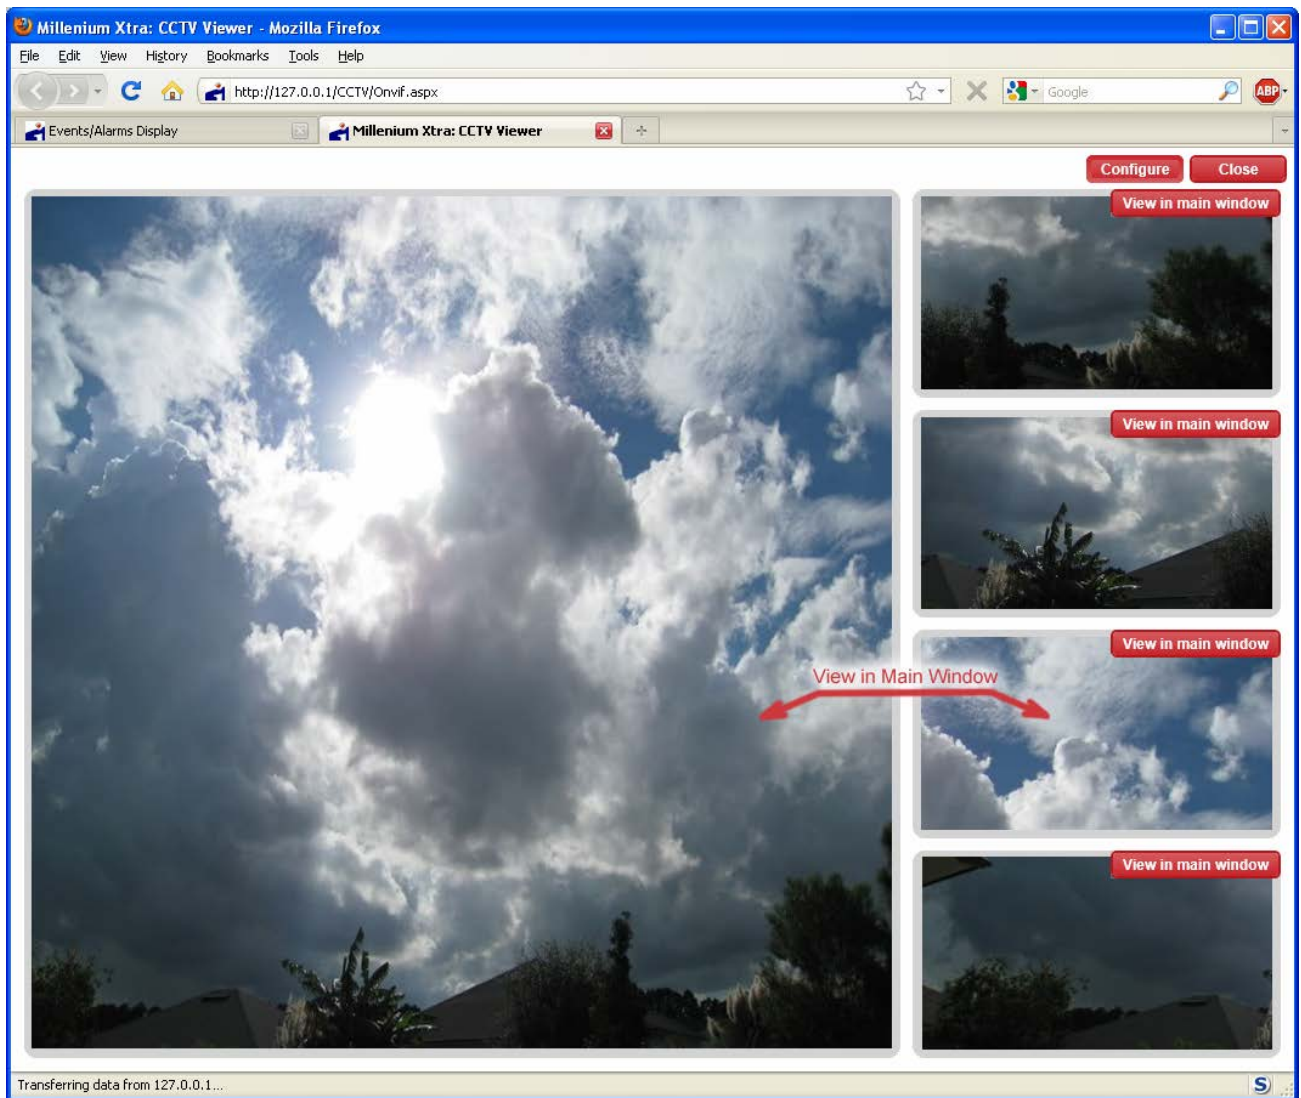 Millenium Xtra: CCTV Viewer - Mozilla Firefox
File Edit View History Bookmarks Tools Help
http://127.0.0.1/CCTV/Onvif.aspx
Google
ABP
Events/Alarms Display
Millenium Xtra: CCTV Viewer
Configure Close
View in main window
View in main window
View in main window
View in Main Window
View in main window
Transferring data from 127.0.0.1...
S